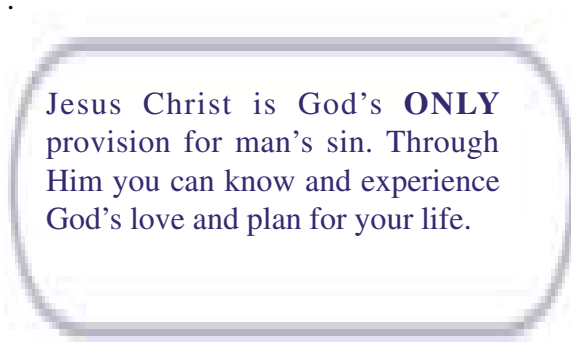 .
Jesus Christ is God’s ONLY
provision for man’s sin. Through
Him you can know and experience
God’s love and plan for your life.